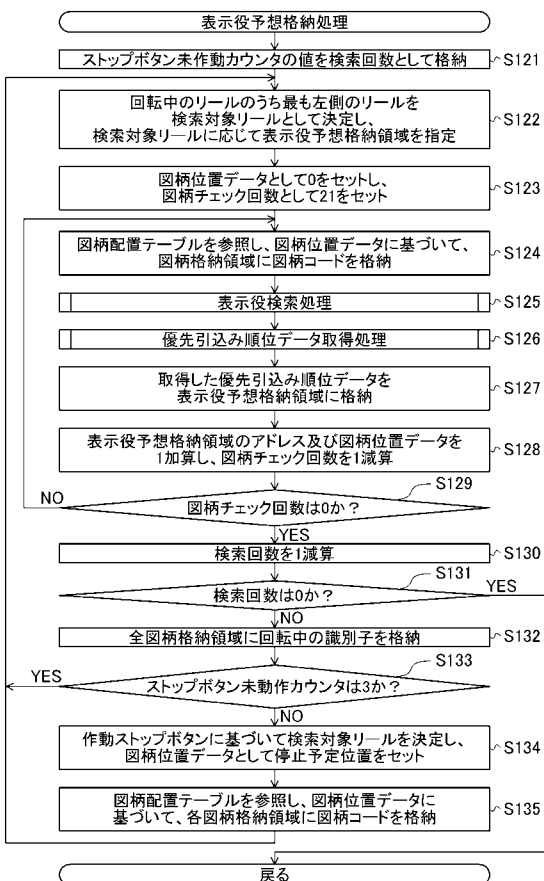 表示役予想格納処理
ストップボタン未作動カウンタの値を検索回数として格納
S121
回転中のリールのうち最も左側のリールを
検索対象リールとして決定し、
検索対象リールに応じて表示役予想格納領域を指定
S122
図柄位置データとして0をセットし、
図柄チェック回数として21をセット
S123
図柄配置テーブルを参照し、図柄位置データに基づいて、
図柄格納領域に図柄コードを格納
S124
表示役検索処理
S125
優先引込み順位データ取得処理
S126
取得した優先引込み順位データを
表示役予想格納領域に格納
S127
表示役予想格納領域のアドレス及び図柄位置データを
1加算し、図柄チェック回数を1減算
S128
S129
NO
図柄チェック回数は0か？
YES
検索回数を1減算
S130
S131
検索回数は0か？
YES
NO
全図柄格納領域に回転中の識別子を格納
S132
S133
YES
ストップボタン未動作カウンタは3か？
NO
作動ストップボタンに基づいて検索対象リールを決定し、
図柄位置データとして停止予定位置をセット
S134
図柄配置テーブルを参照し、図柄位置データに
基づいて、各図柄格納領域に図柄コードを格納
S135
戻る